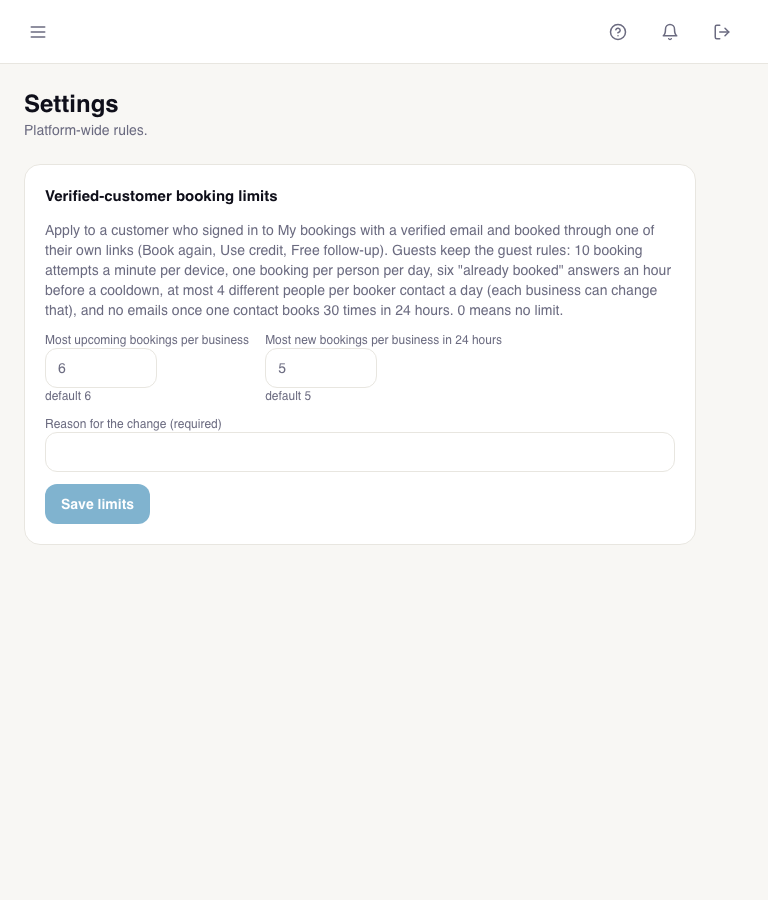 Settings
Platform-wide rules.
Verified-customer booking limits
Apply to a customer who signed in to My bookings with a verified email and booked through one of
their own links (Book again, Use credit, Free follow-up). Guests keep the guest rules: 10 booking
attempts a minute per device, one booking per person per day, six "already booked" answers an hour
before a cooldown, at most 4 different people per booker contact a day (each business can change
that), and no emails once one contact books 30 times in 24 hours. 0 means no limit.
Most upcoming bookings per business
Most new bookings per business in 24 hours
6
5
default 6
default 5
Reason for the change (required)
Save limits